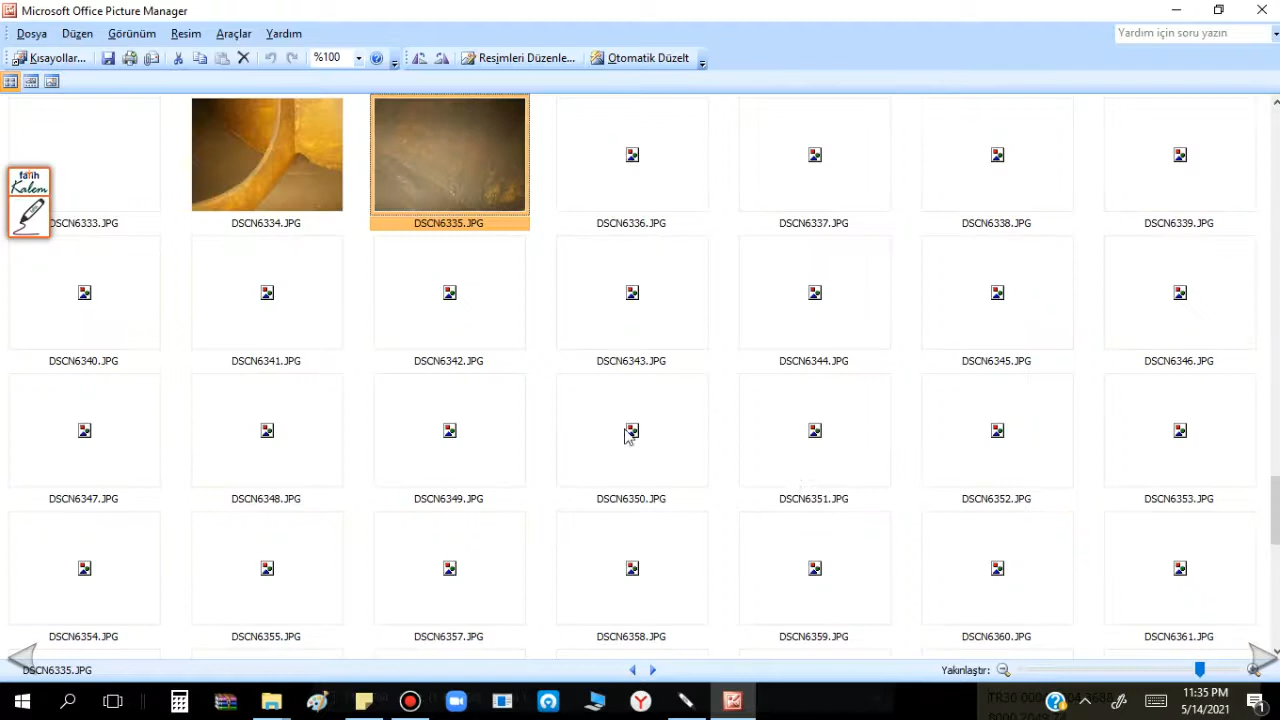 Microsoft Office Picture Manager
Dosya Düzen Görünüm Resim Araçlar Yardım
Yardım için soru yazın
Kısayollar... %100 Resimleri Düzenle... Otomatik Düzelt
fatih
Kalem
DSCN6333.JPG DSCN6334.JPG DSCN6335.JPG DSCN6336.JPG DSCN6337.JPG DSCN6338.JPG DSCN6339.JPG
DSCN6340.JPG DSCN6341.JPG DSCN6342.JPG DSCN6343.JPG DSCN6344.JPG DSCN6345.JPG DSCN6346.JPG
DSCN6347.JPG DSCN6348.JPG DSCN6349.JPG DSCN6350.JPG DSCN6351.JPG DSCN6352.JPG DSCN6353.JPG
DSCN6354.JPG DSCN6355.JPG DSCN6357.JPG DSCN6358.JPG DSCN6359.JPG DSCN6360.JPG DSCN6361.JPG
DSCN6335.JPG Yakınlaştır:
11:35 PM
5/14/2021